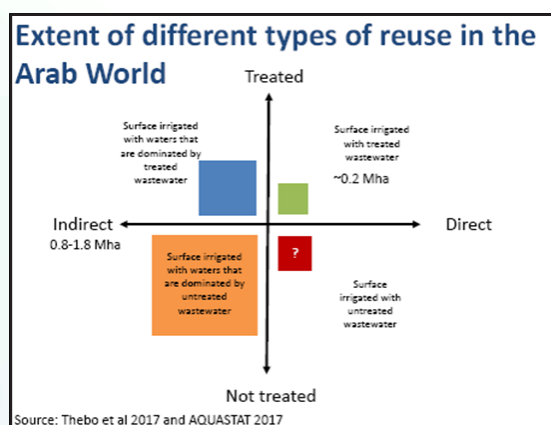 Extent of different types of reuse in the
Arab World
Treated
Surface irrigated
with waters that
are dominated by
treated
wastewater
Surface irrigated
with treated
wastewater
~0.2 Mha
Indirect
Direct
0.8-1.8 Mha
Surface irrigated
with waters that
are dominated by
untreated
wastewater
?
Surface
irrigated with
untreated
wastewater
Not treated
Source: Thebo et al 2017 and AQUASTAT 2017